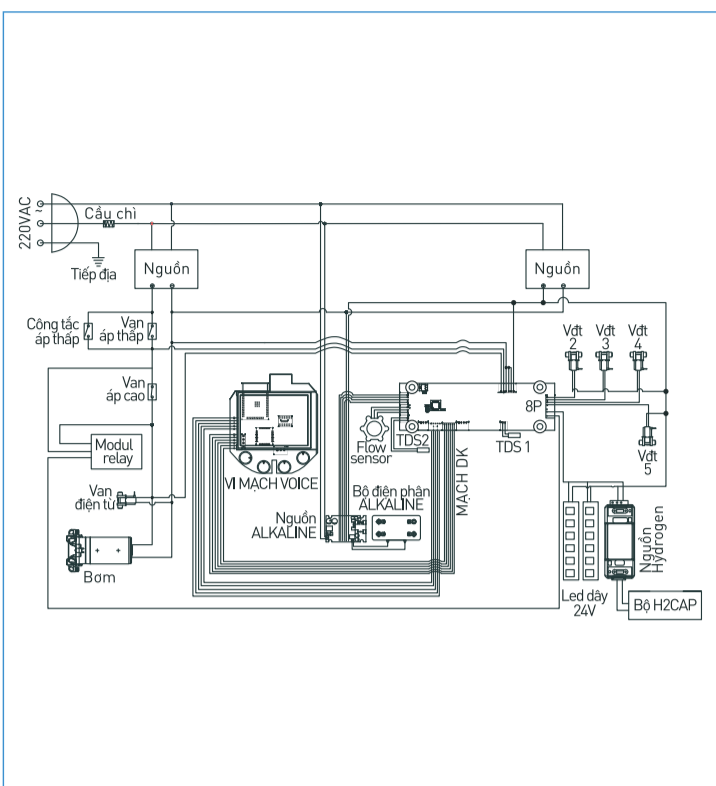 220VAC
~
Cầu chì
Tiếp địa
Nguồn
Nguồn
Công tắc
áp thấp
Van
áp thấp
Vđt
2
Vđt
3
Vđt
4
Van
áp cao
8P
Modul
relay
Flow
sensor
TDS2
TDS 1
Vđt
5
MẠCH DK
VI MẠCH VOICE
Van
điện từ
Bộ điện phân
ALKALINE
Nguồn
ALKALINE
Nguồn
Hydrogen
Bơm
Led dây
24V
Bộ H2CAP